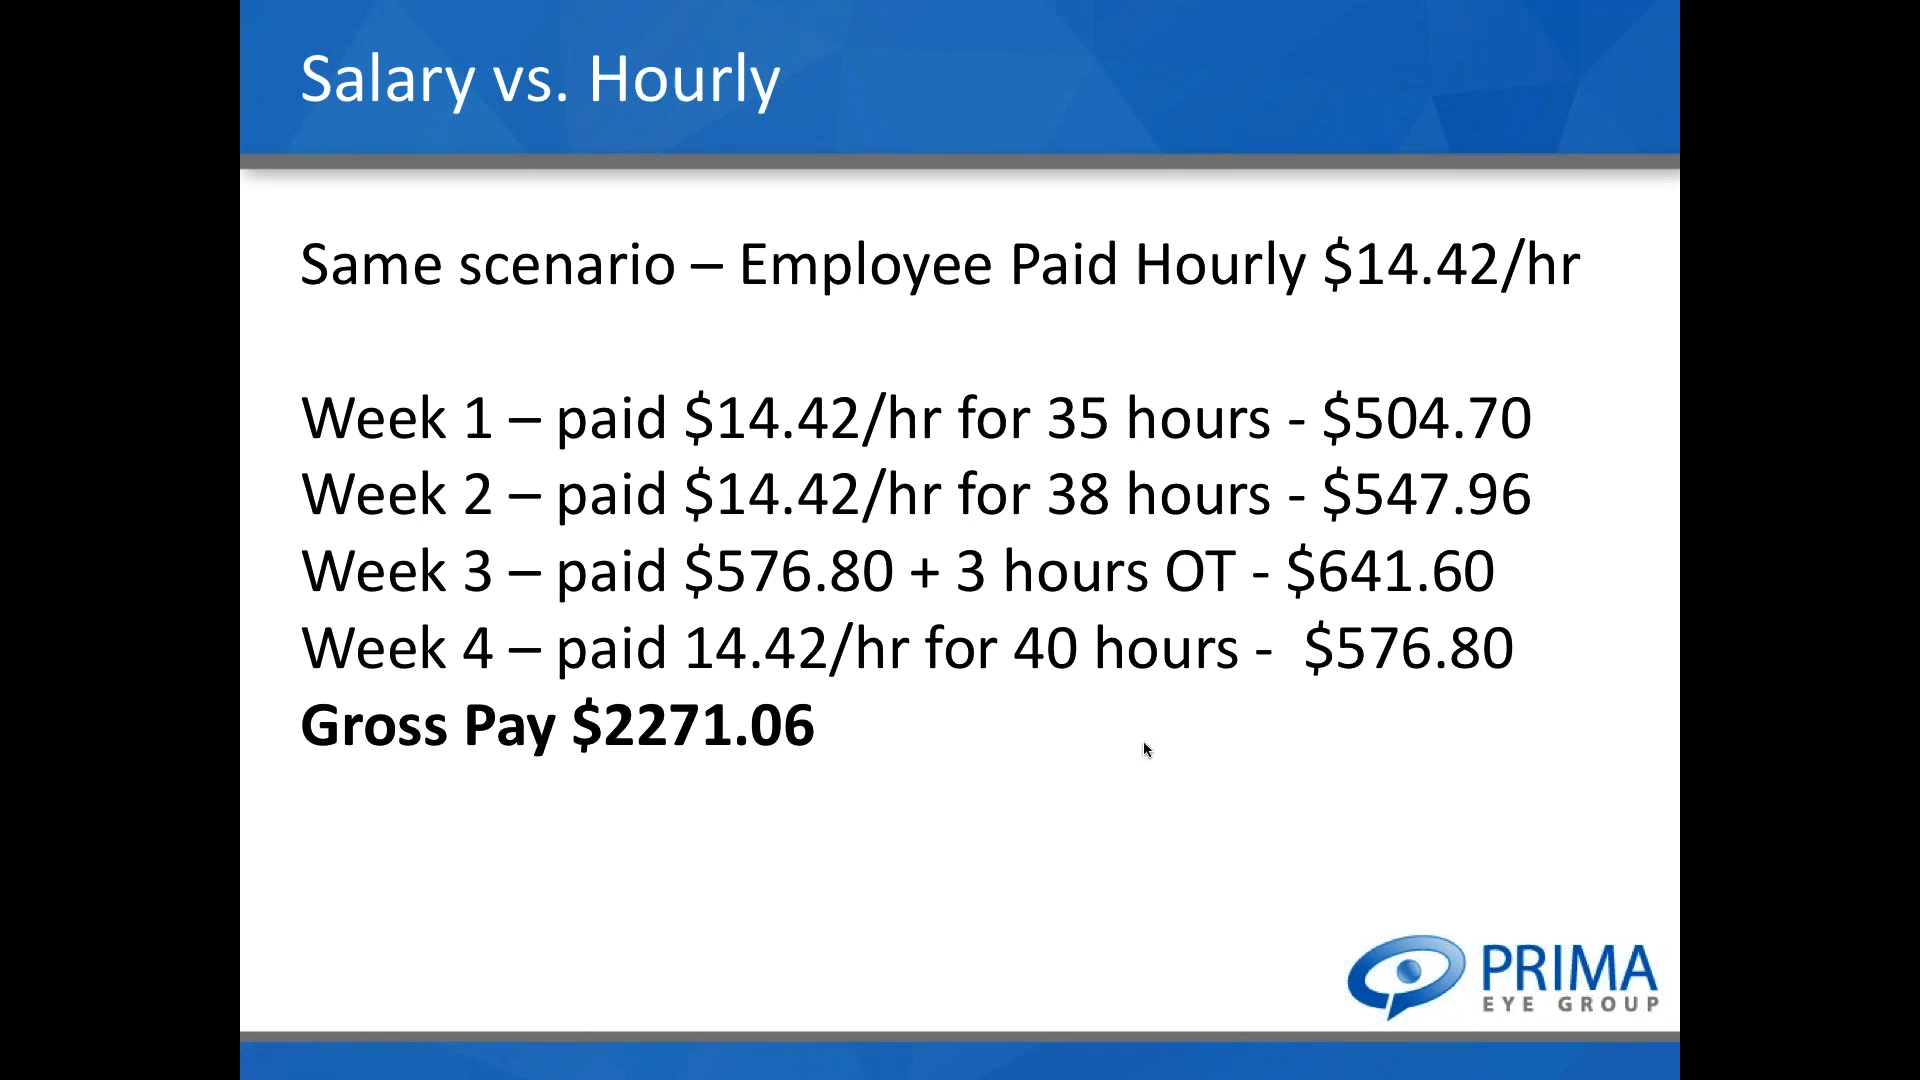 Salary vs. Hourly
Same scenario – Employee Paid Hourly $14.42/hr
Week 1 – paid $14.42/hr for 35 hours - $504.70
Week 2 – paid $14.42/hr for 38 hours - $547.96
Week 3 – paid $576.80 + 3 hours OT - $641.60
Week 4 – paid 14.42/hr for 40 hours -  $576.80
Gross Pay $2271.06
PRIMA
EYE GROUP